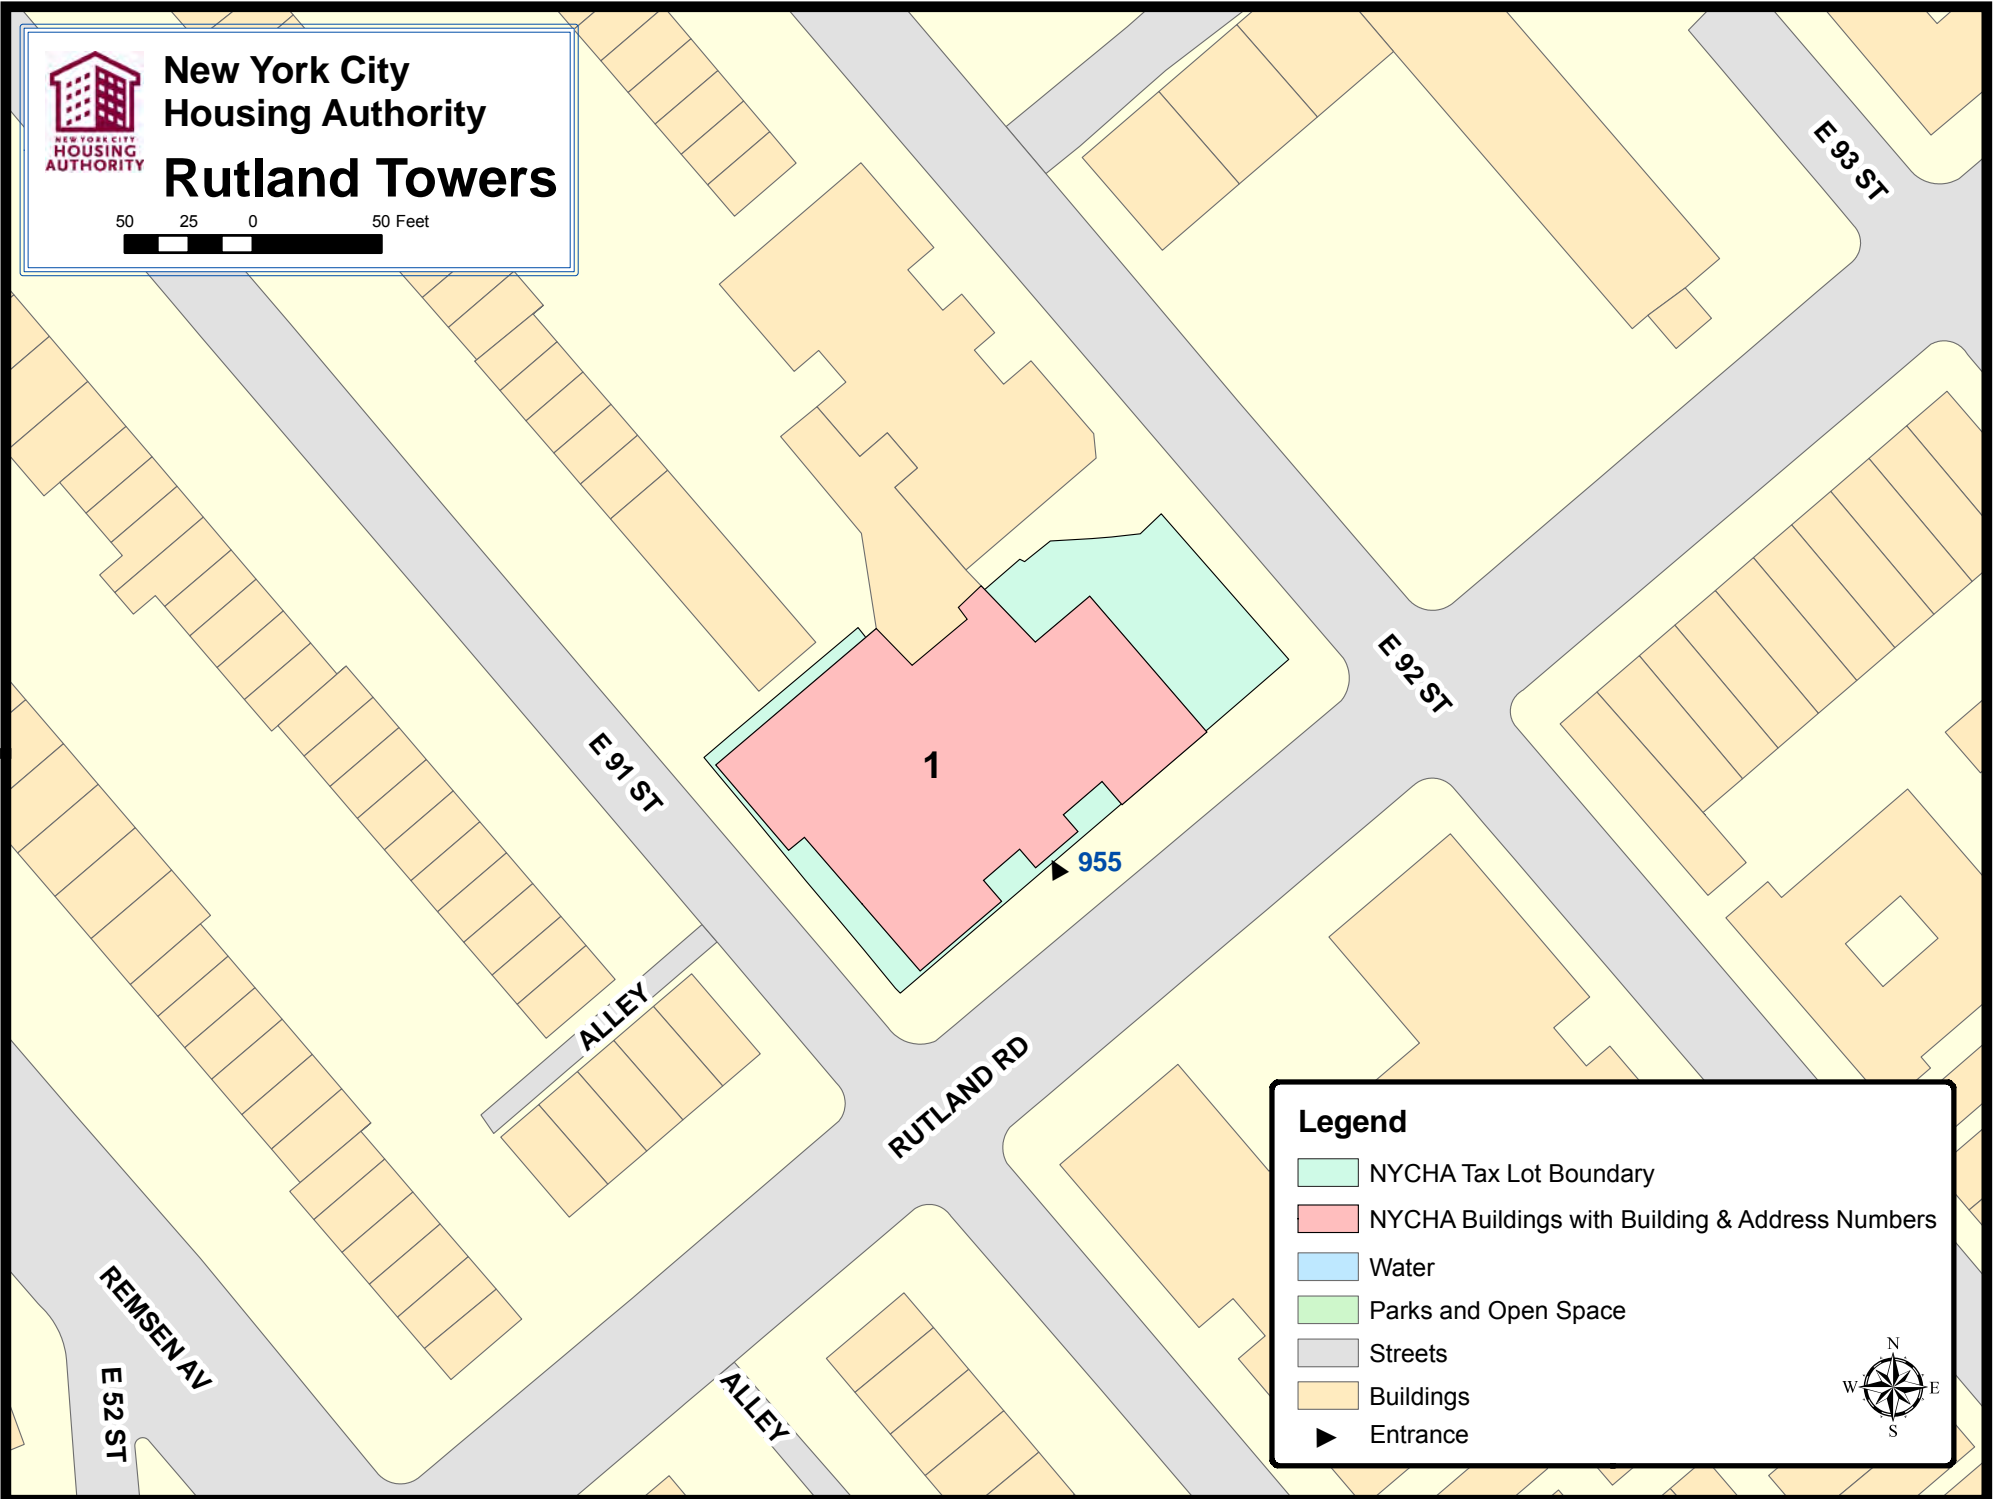 New York City
Housing Authority
Rutland Towers
NEW YORK CITY
HOUSING
AUTHORITY
50 25 0 50 Feet
E 93 ST
E 92 ST
E 91 ST
1
955
ALLEY
RUTLAND RD
REMSEN AV
E 52 ST
ALLEY
Legend
NYCHA Tax Lot Boundary
NYCHA Buildings with Building & Address Numbers
Water
Parks and Open Space
Streets
Buildings
Entrance
N
W E
S